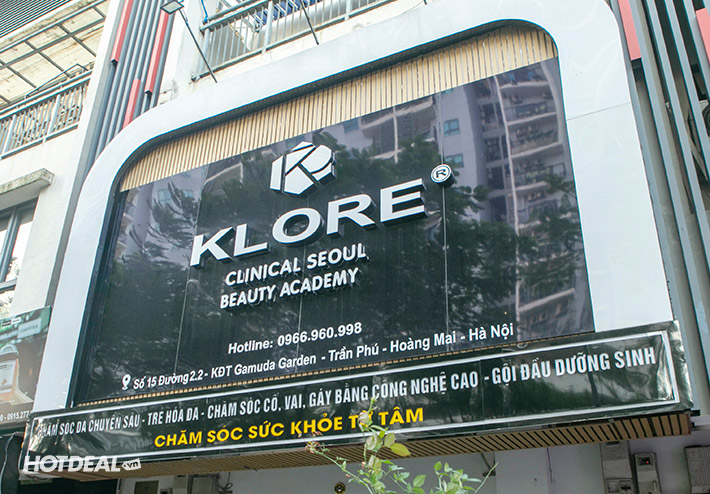 K
KLORE®
CLINICAL SEOUL
BEAUTY ACADEMY
Hotline: 0966.960.998
Số 15 Đường 2.2 - KĐT Gamuda Garden - Trần Phú - Hoàng Mai - Hà Nội
CHĂM SÓC DA CHUYÊN SÂU - TRẺ HÓA DA - CHĂM SÓC CỔ, VAI, GÁY BẰNG CÔNG NGHỆ CAO - GỘI ĐẦU DƯỠNG SINH
CHĂM SÓC SỨC KHỎE TỪ TÂM
0915.277
HOTDEAL.vn